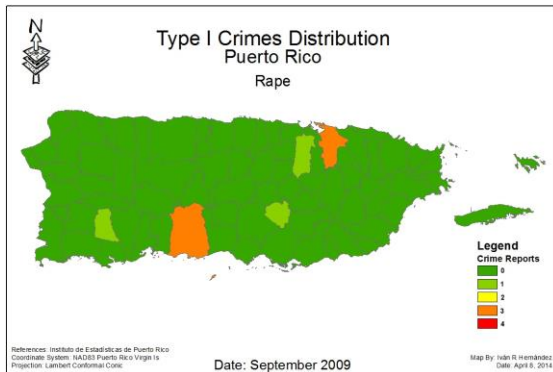 N
Type I Crimes Distribution
Puerto Rico
Rape
Legend
Crime Reports
0
1
2
3
4
References: Instituto de Estadísticas de Puerto Rico
Coordinate System: NAD83 Puerto Rico Virgin Is
Projection: Lambert Conformal Conic
Date: September 2009
Map By: Iván R Hernández
Date: April 6, 2014